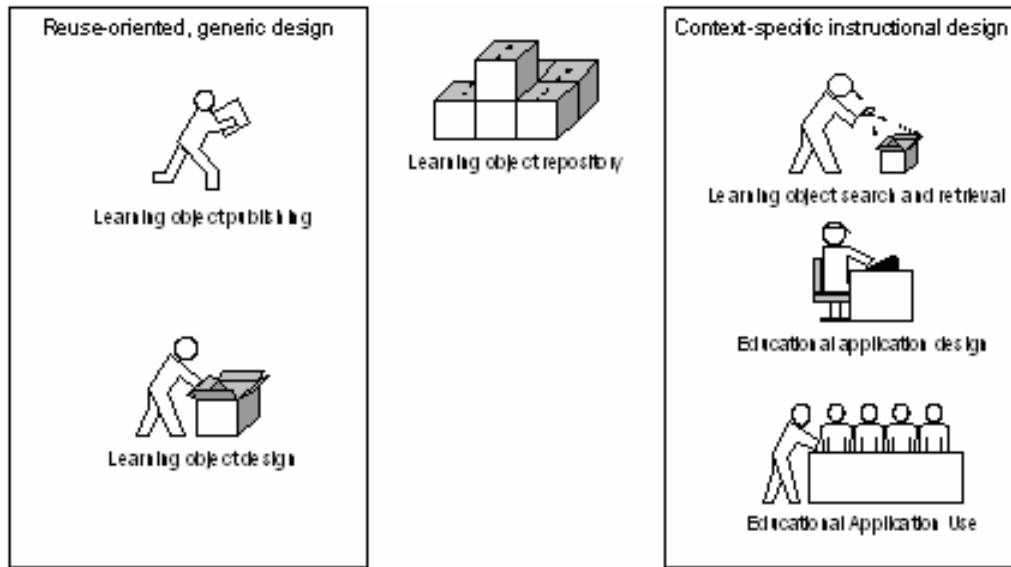 Reuse-oriented, generic design
Learning object publishing
Learning object design
Learning object repository
Context-specific instructional design
Learning object search and retrieval
Educational application design
Educational Application Use